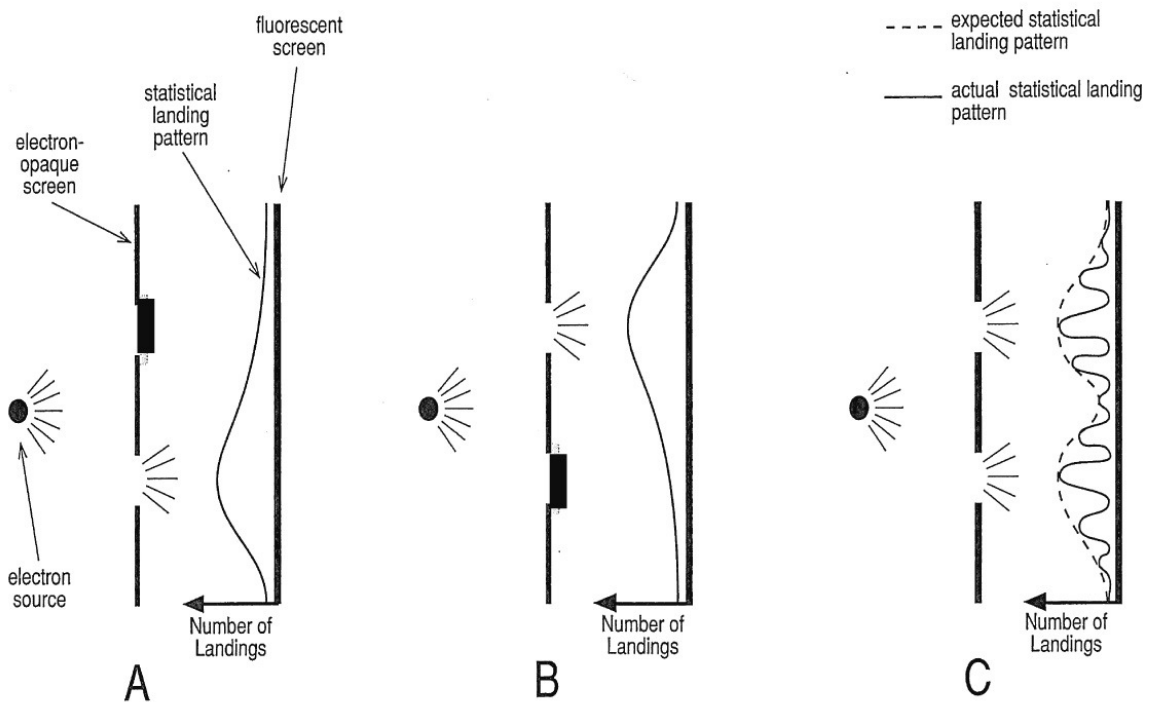 fluorescent
screen
statistical
landing
pattern
electron-
opaque
screen
electron
source
Number of
Landings
A
Number of
Landings
B
expected statistical
landing pattern
actual statistical landing
pattern
Number of
Landings
C